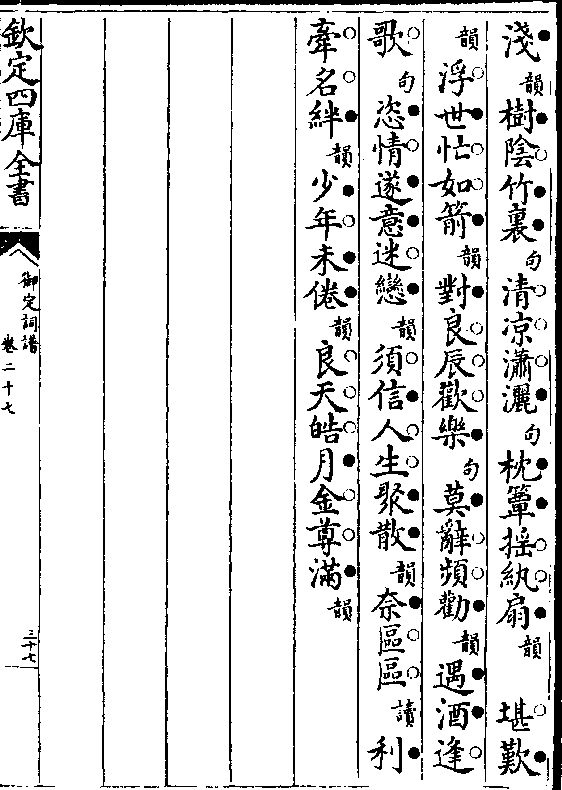 淺韻樹陰竹裏句清凉瀟灑句枕簟揺紈扇韻　堪歎
韻浮世忙如箭韻對良辰歡樂句莫辭頻勸韻遇酒逢
歌句恣情遂意迷戀韻須信人生聚散韻奈區區讀利
牽名絆韻少年未倦韻良天皓月金尊滿韻
欽定四庫全書
御定詞譜
卷二十七
三十七